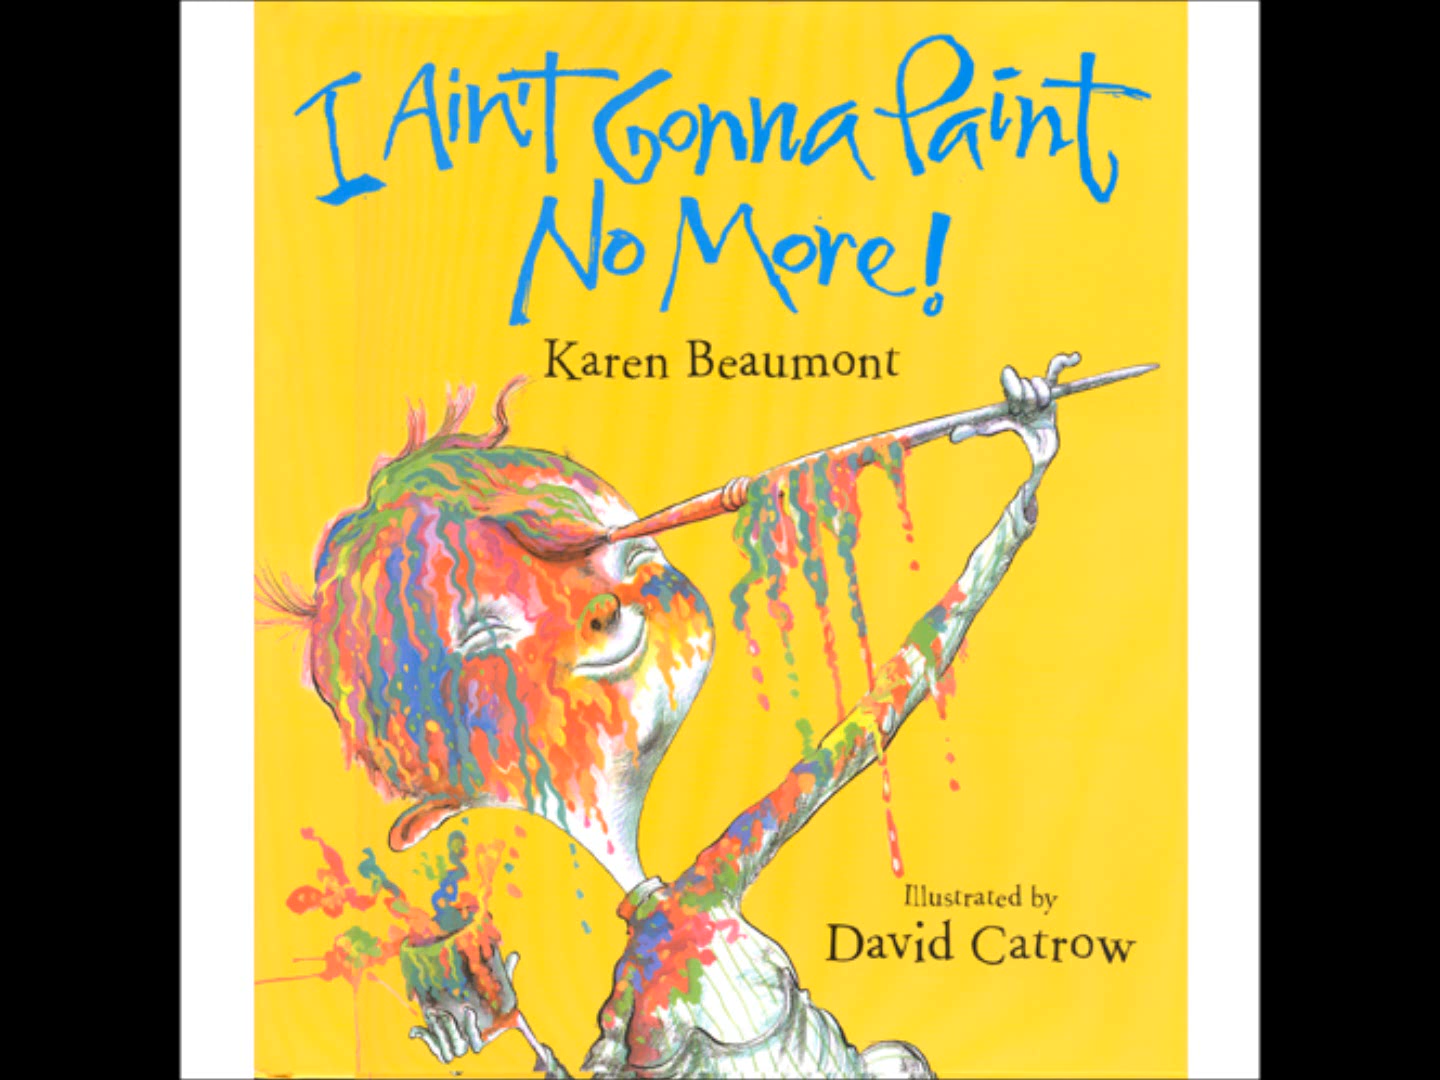 I Ain't Gonna Paint
No More!
Karen Beaumont
Illustrated by
David Catrow